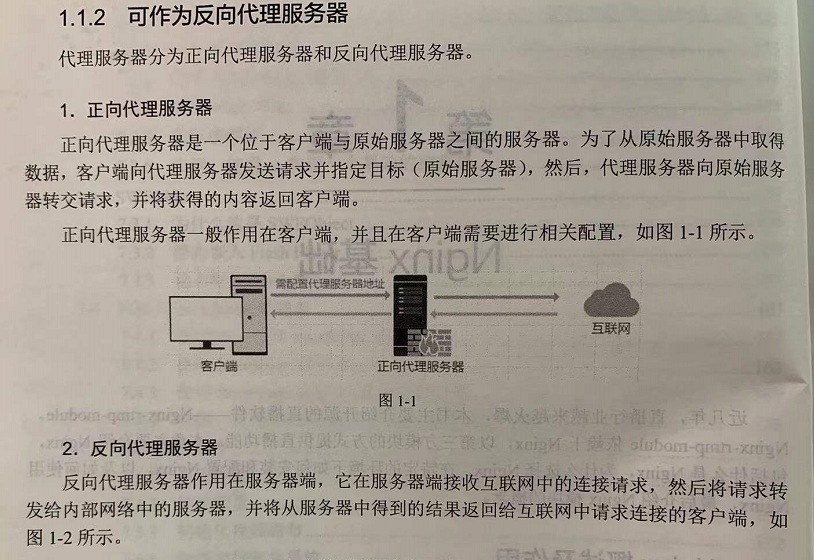 1.1.2 可作为反向代理服务器
代理服务器分为正向代理服务器和反向代理服务器。
1. 正向代理服务器
正向代理服务器是一个位于客户端与原始服务器之间的服务器。为了从原始服务器中取得
数据，客户端向代理服务器发送请求并指定目标（原始服务器），然后，代理服务器向原始服务
器转交请求，并将获得的内容返回客户端。
正向代理服务器一般作用在客户端，并且在客户端需要进行相关配置，如图 1-1 所示。
需配置代理服务器地址
互联网
客户端
正向代理服务器
图 1-1
2. 反向代理服务器
反向代理服务器作用在服务器端，它在服务器端接收互联网中的连接请求，然后将请求转
发给内部网络中的服务器，并将从服务器中得到的结果返回给互联网中请求连接的客户端，如
图 1-2 所示。